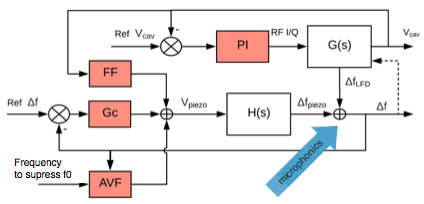 Ref V_cav
-
PI
RF I/Q
G(s)
V_cav
FF
Δf_LFD
Ref Δf
Gc
V_piezo
H(s)
Δf_piezo
Δf
-
microphonics
Frequency
to supress f0
AVF